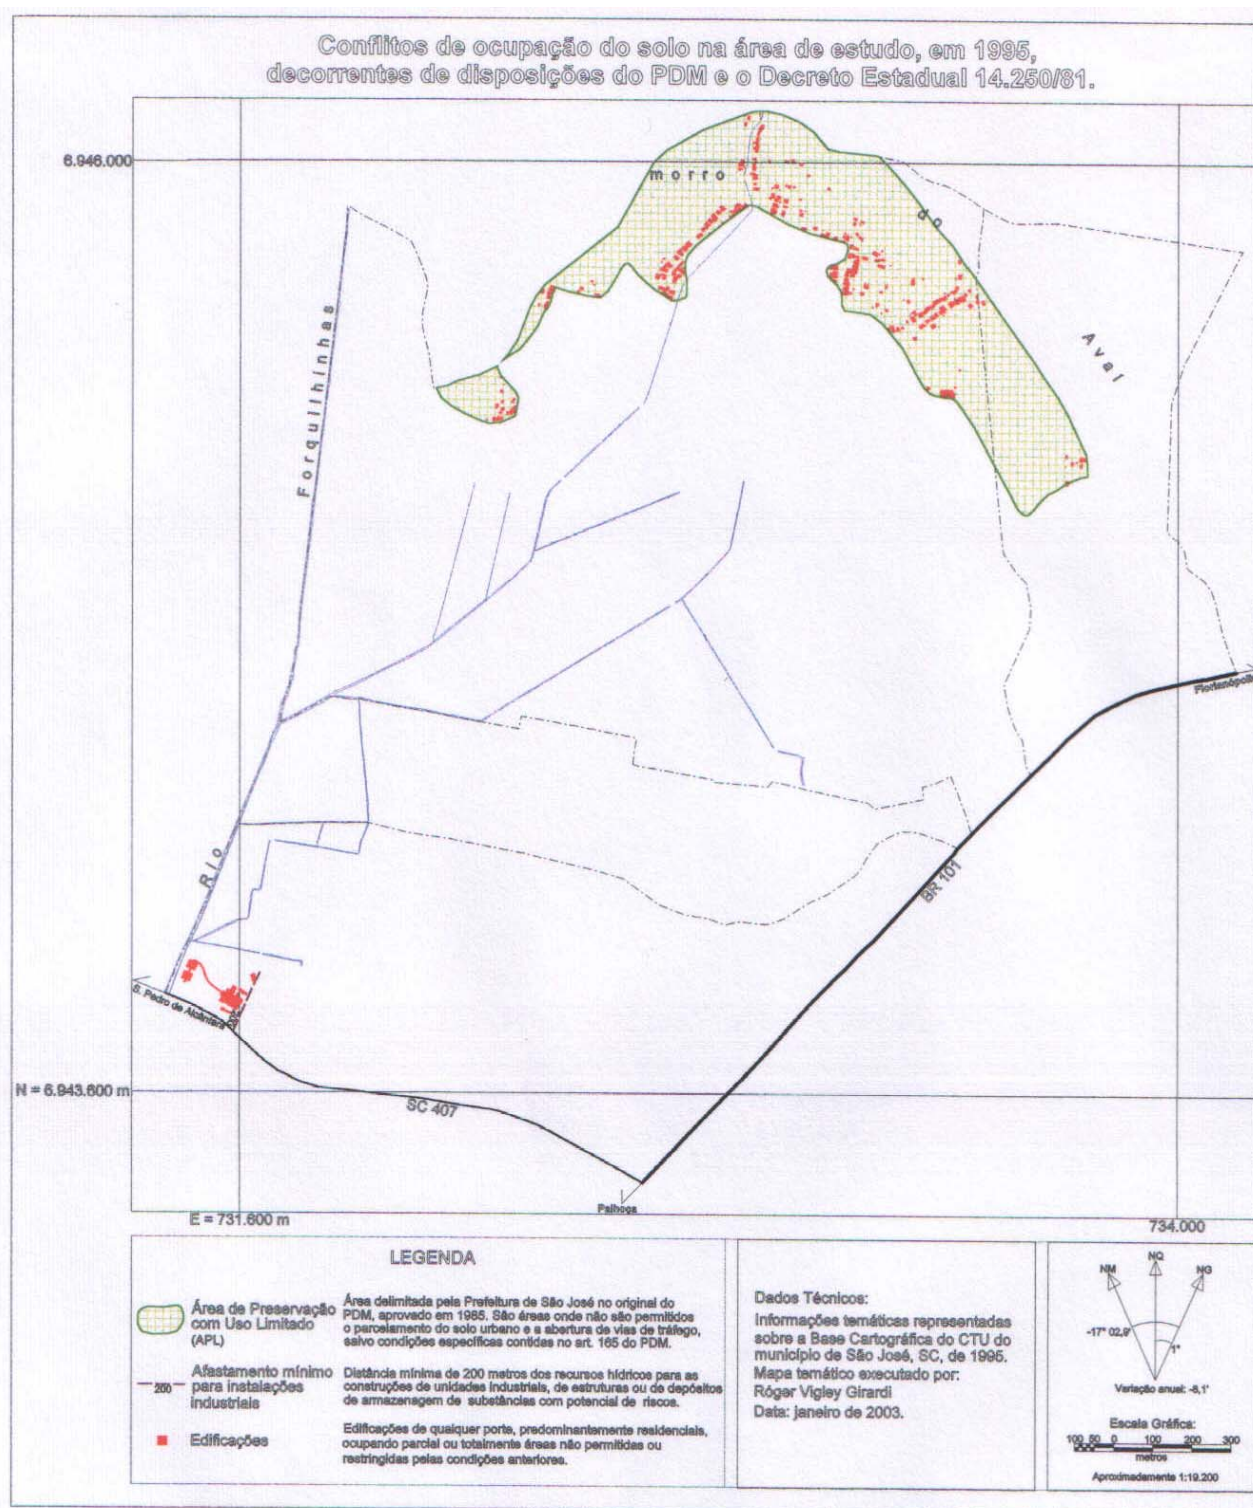 Conflitos de ocupação do solo na área de estudo, em 1995,
decorrentes de disposições do PDM e o Decreto Estadual 14.250/81.
6.946.000
morro
do
Avaí
Forquilhinhas
Rio
Florianópolis
BR 101
S. Pedro de Alcântara
200
N = 6.943.600 m
SC 407
Palhoça
E = 731.600 m
734.000
LEGENDA
Área de Preservação
com Uso Limitado
(APL)
Área delimitada pela Prefeitura de São José no original do
PDM, aprovado em 1985. São áreas onde não são permitidos
o parcelamento do solo urbano e a abertura de vias de tráfego,
salvo condições específicas contidas no art. 165 do PDM.
200
Afastamento mínimo
para instalações
industriais
Distância mínima de 200 metros dos recursos hídricos para as
construções de unidades industriais, de estruturas ou de depósitos
de armazenagem de substâncias com potencial de riscos.
Edificações
Edificações de qualquer porte, predominantemente residenciais,
ocupando parcial ou totalmente áreas não permitidas ou
restringidas pelas condições anteriores.
Dados Técnicos:
Informações temáticas representadas
sobre a Base Cartográfica do CTU do
município de São José, SC, de 1995.
Mapa temático executado por:
Róger Vigley Girardi
Data: janeiro de 2003.
NM
NQ
NG
-17° 02,9'
1°
Variação anual: -8,1'
Escala Gráfica:
100 50 0 100 200 300
metros
Aproximadamente 1:19.200